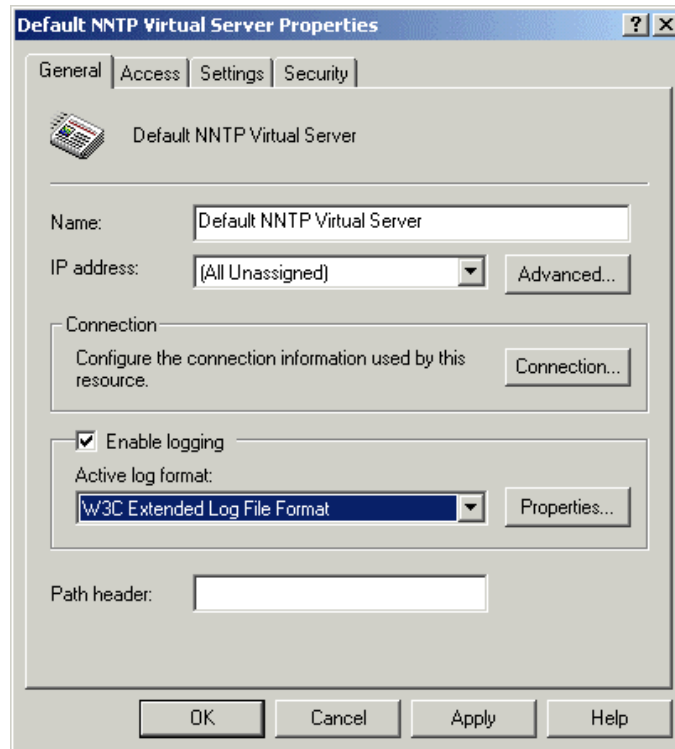 Default NNTP Virtual Server Properties
General Access Settings Security
Default NNTP Virtual Server
Name: Default NNTP Virtual Server
IP address: (All Unassigned) Advanced...
Connection
Configure the connection information used by this
resource.
Connection...
Enable logging
Active log format:
W3C Extended Log File Format Properties...
Path header:
OK Cancel Apply Help